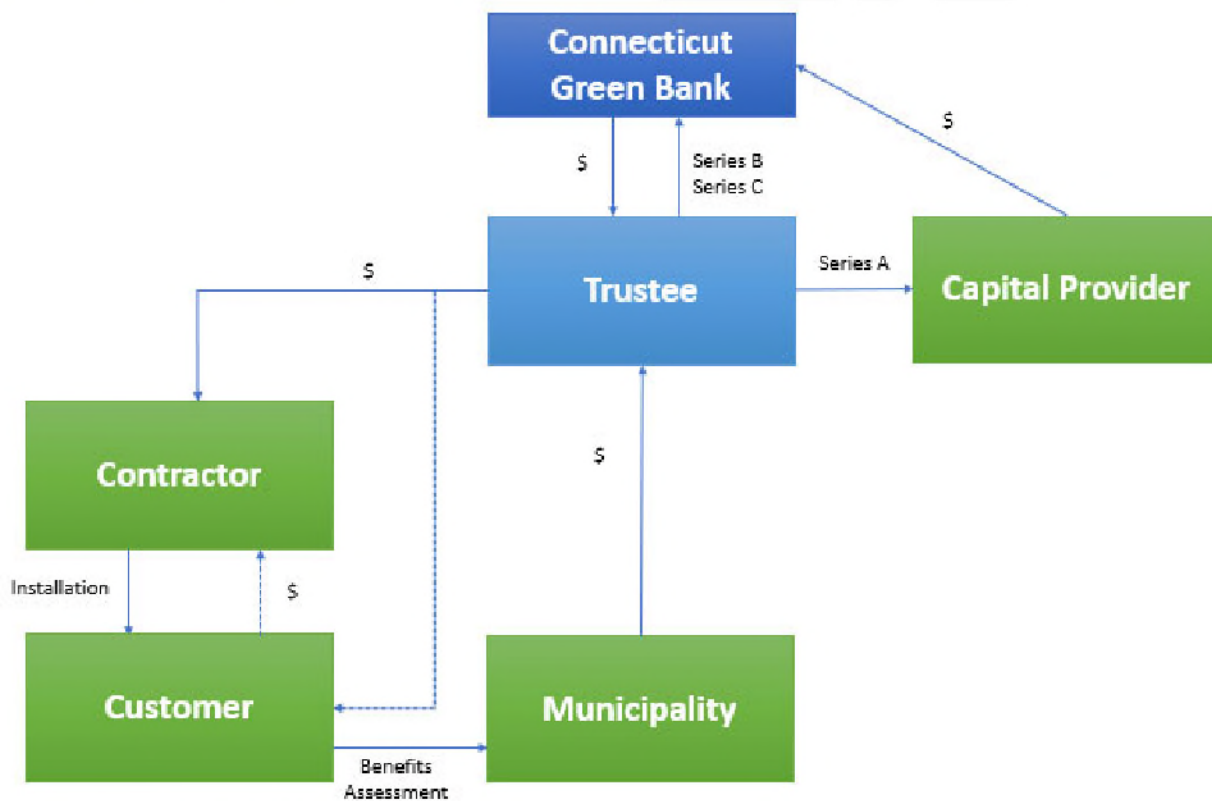 Connecticut
Green Bank
$
$
Series B
Series C
$
Series A
Trustee
Capital Provider
$
Contractor
Installation
$
Customer
Municipality
Benefits
Assessment